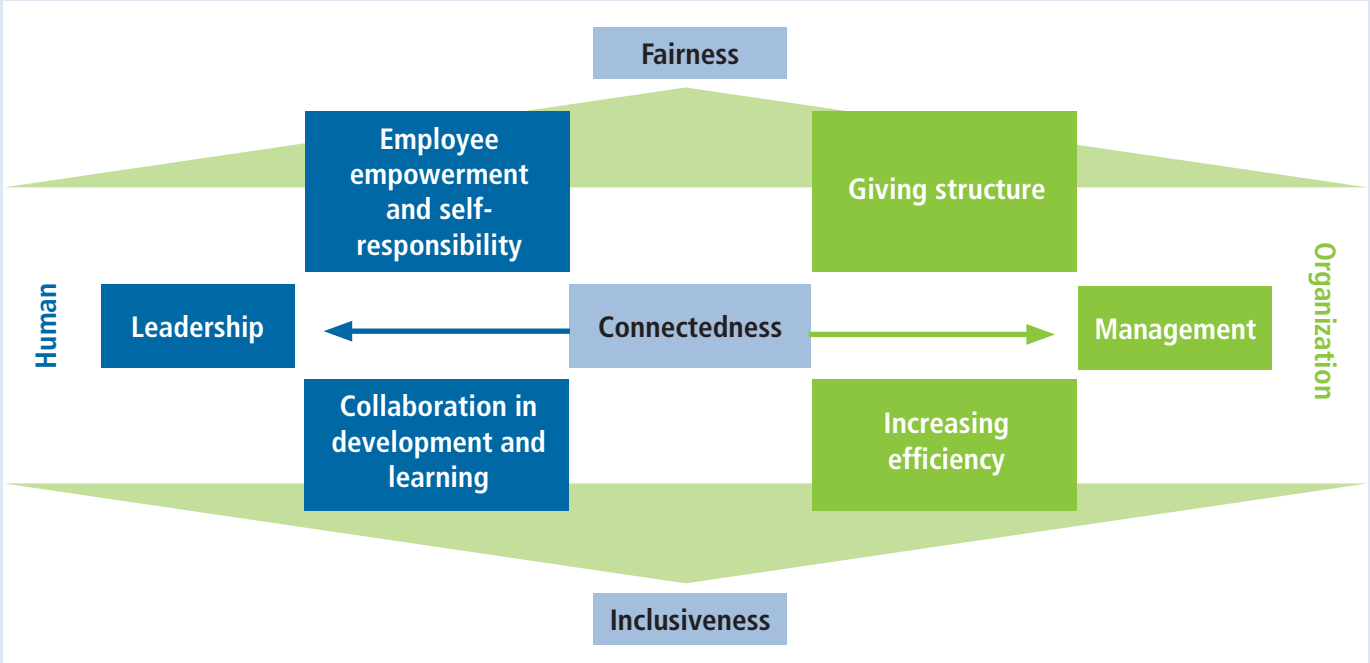 Fairness
Employee
empowerment
and self-
responsibility
Giving structure
Human
Leadership
Connectedness
Management
Organization
Collaboration in
development and
learning
Increasing
efficiency
Inclusiveness